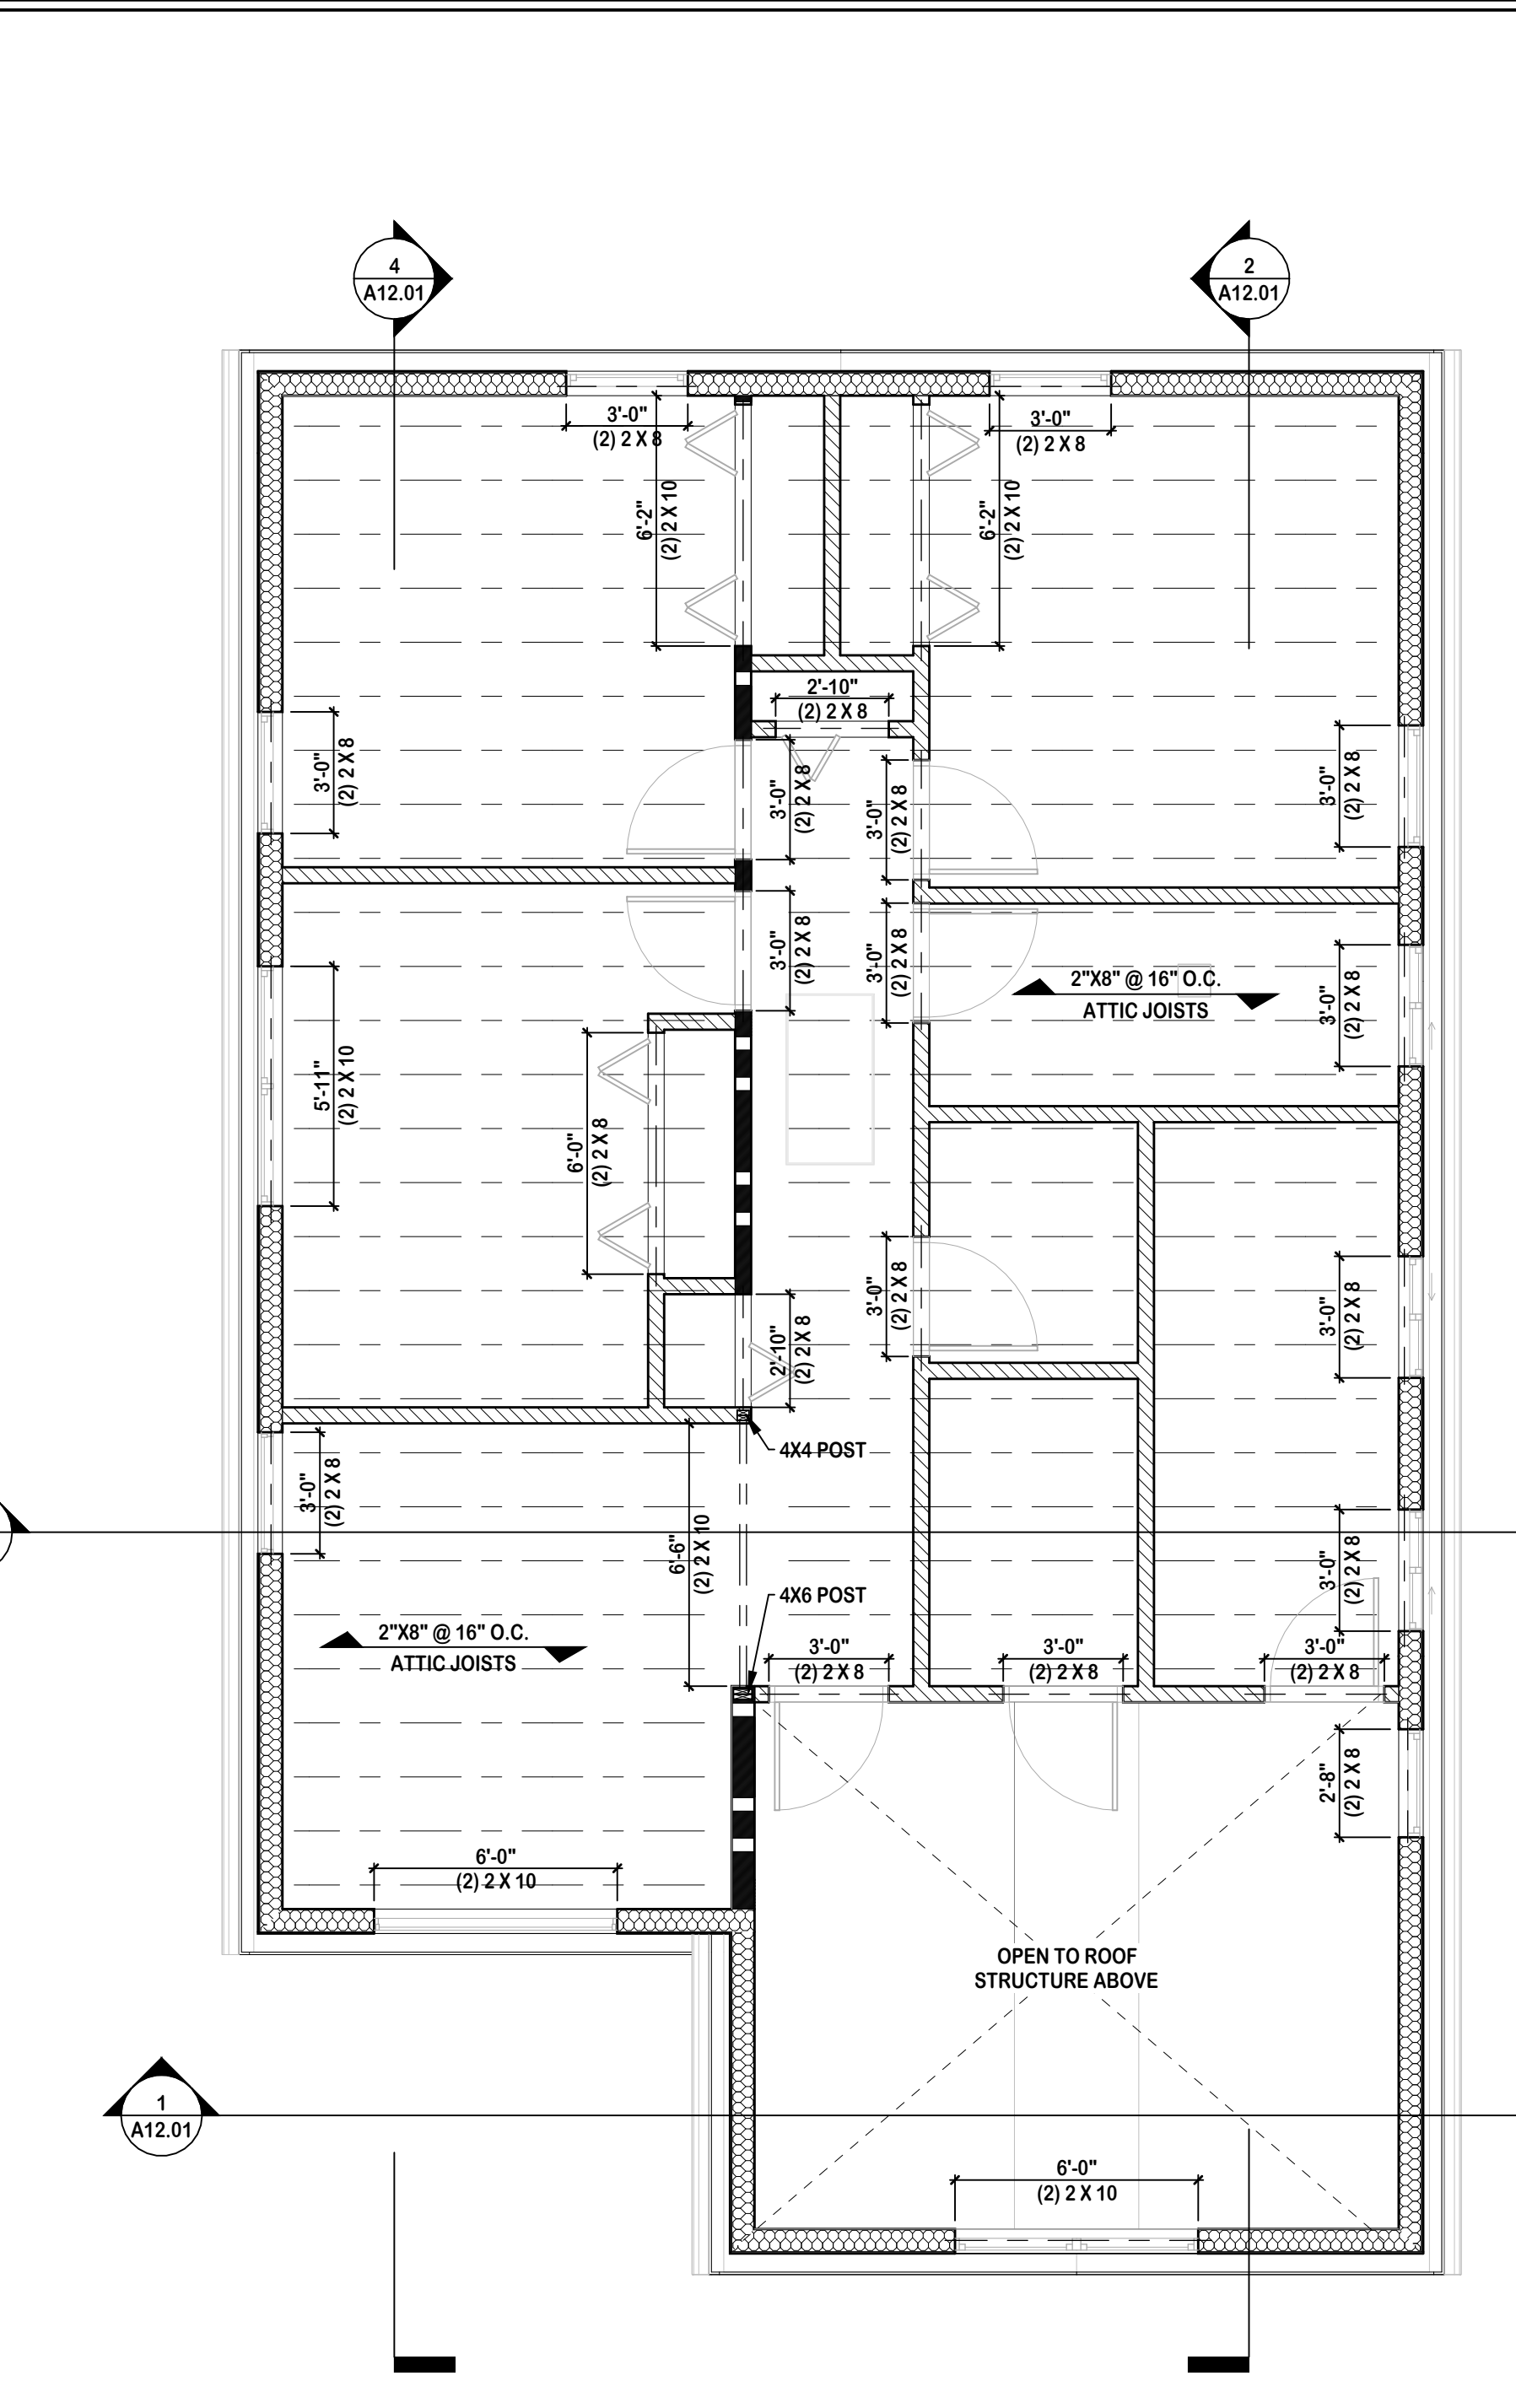 4
A12.01
2
A12.01
3'-0"
(2) 2 X 8
3'-0"
(2) 2 X 8
6'-2"
(2) 2 X 10
6'-2"
(2) 2 X 10
2'-10"
(2) 2 X 8
3'-0"
(2) 2 X 8
3'-0"
(2) 2 X 8
3'-0"
(2) 2 X 8
3'-0"
(2) 2 X 8
3'-0"
(2) 2 X 8
3'-0"
(2) 2 X 8
2"X8" @ 16" O.C.
ATTIC JOISTS
3'-0"
(2) 2 X 8
5'-11"
(2) 2 X 10
6'-0"
(2) 2 X 8
3'-0"
(2) 2 X 8
3'-0"
(2) 2 X 8
2'-10"
(2) 2 X 8
4X4 POST
3'-0"
(2) 2 X 8
6'-6"
(2) 2 X 10
3'-0"
(2) 2 X 8
4X6 POST
2"X8" @ 16" O.C.
ATTIC JOISTS
3'-0"
(2) 2 X 8
3'-0"
(2) 2 X 8
3'-0"
(2) 2 X 8
2'-8"
(2) 2 X 8
6'-0"
(2) 2 X 10
OPEN TO ROOF
STRUCTURE ABOVE
1
A12.01
6'-0"
(2) 2 X 10